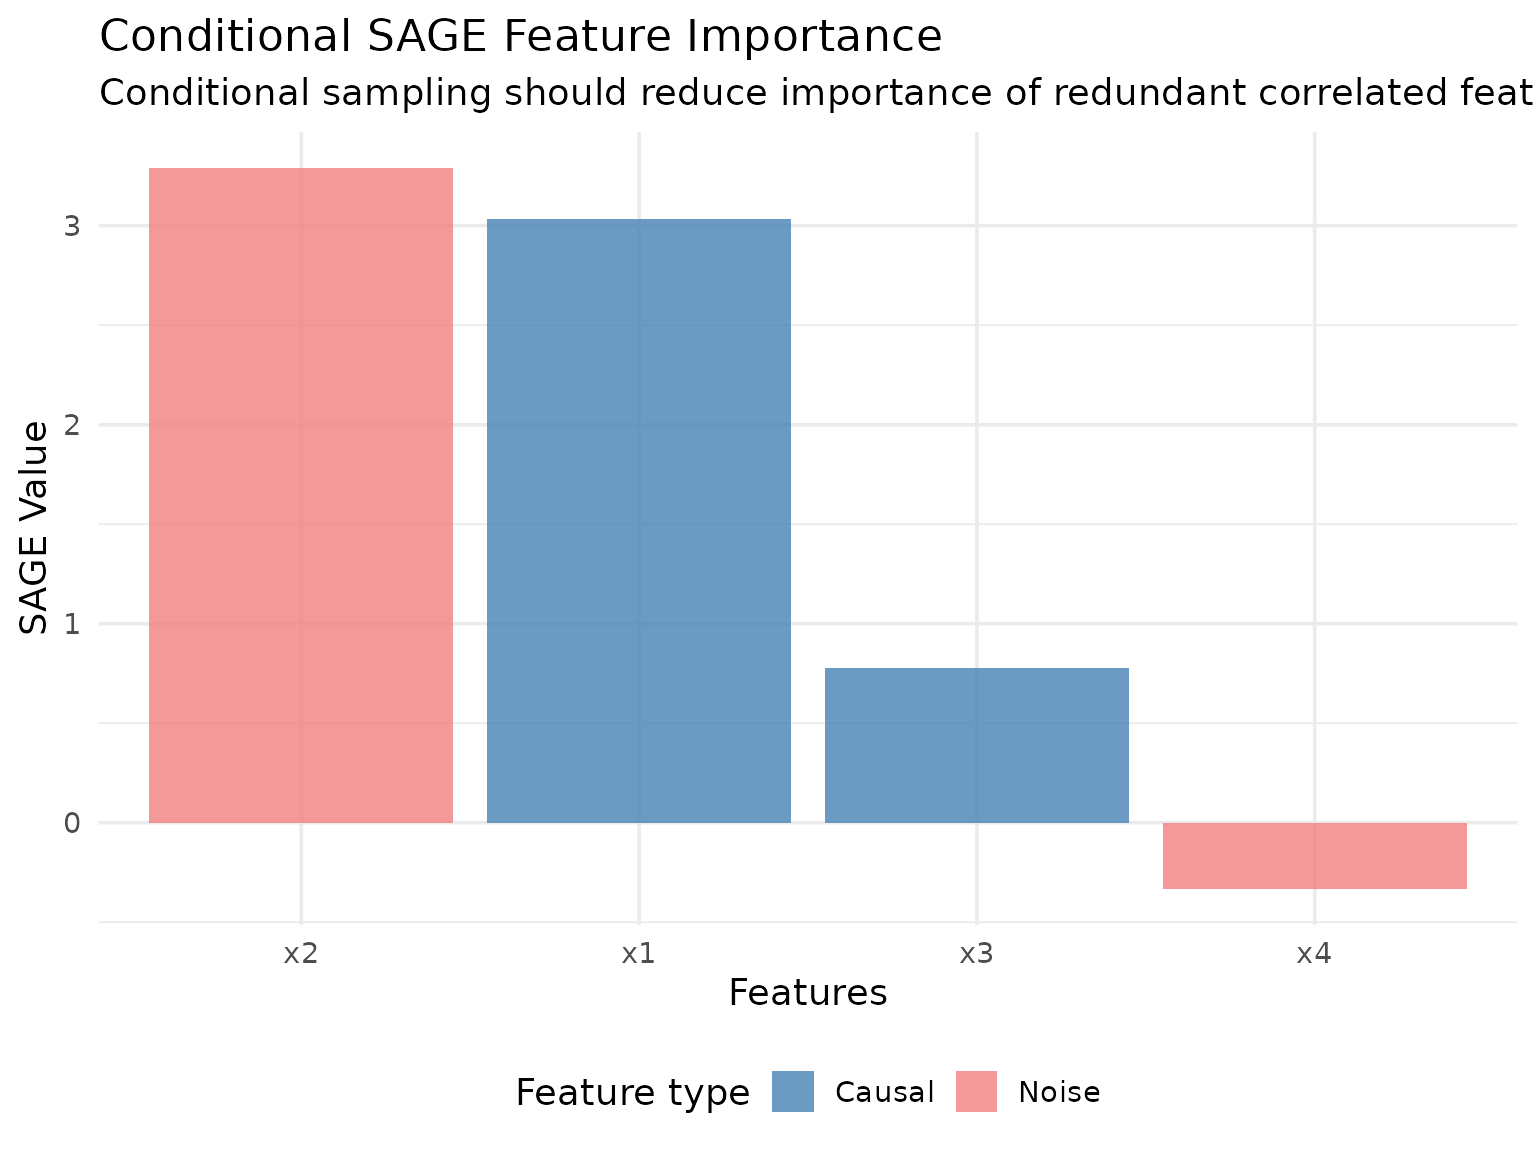 Conditional SAGE Feature Importance
Conditional sampling should reduce importance of redundant correlated feat
3
2
1
0
SAGE Value
x2 x1 x3 x4
Features
Feature type Causal Noise